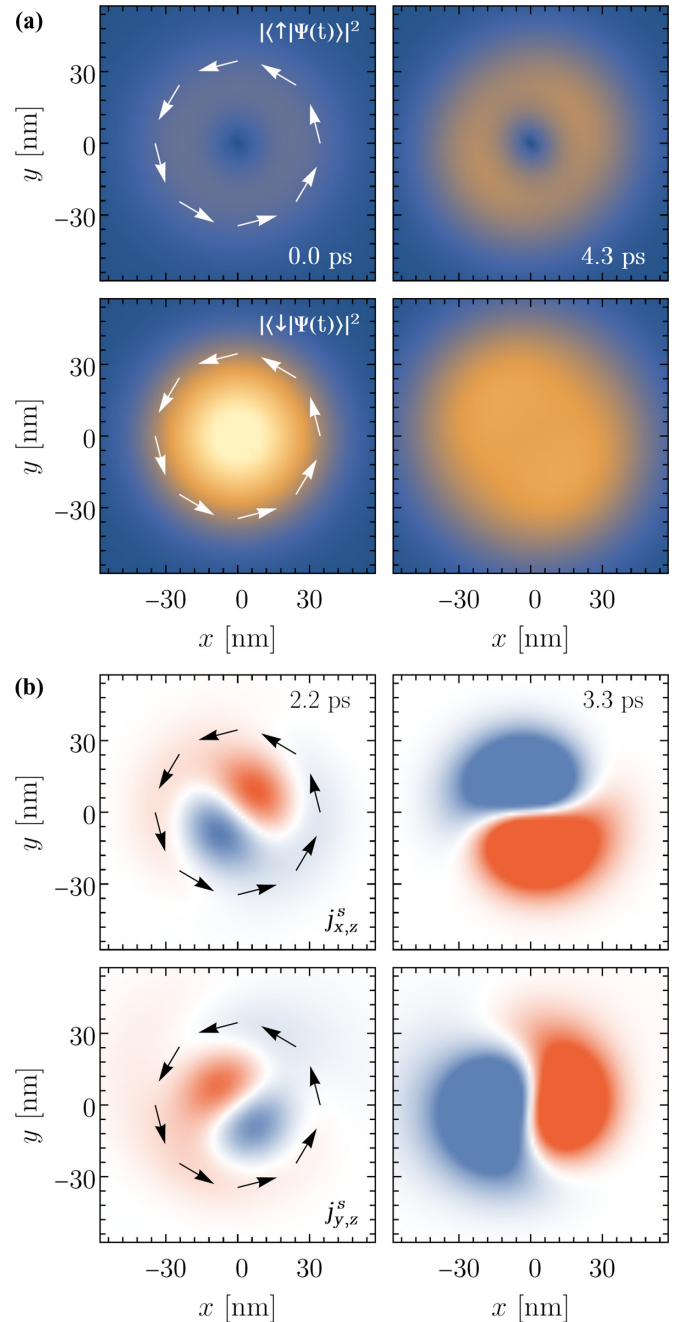 (a)
|⟨↑|Ψ(t)⟩|²
30
0
−30
y [nm]
0.0 ps
4.3 ps
|⟨↓|Ψ(t)⟩|²
30
0
−30
y [nm]
−30 0 30 −30 0 30
x [nm] x [nm]
(b)
2.2 ps
3.3 ps
30
0
−30
y [nm]
j^s_{x,z}
30
0
−30
y [nm]
j^s_{y,z}
−30 0 30 −30 0 30
x [nm] x [nm]